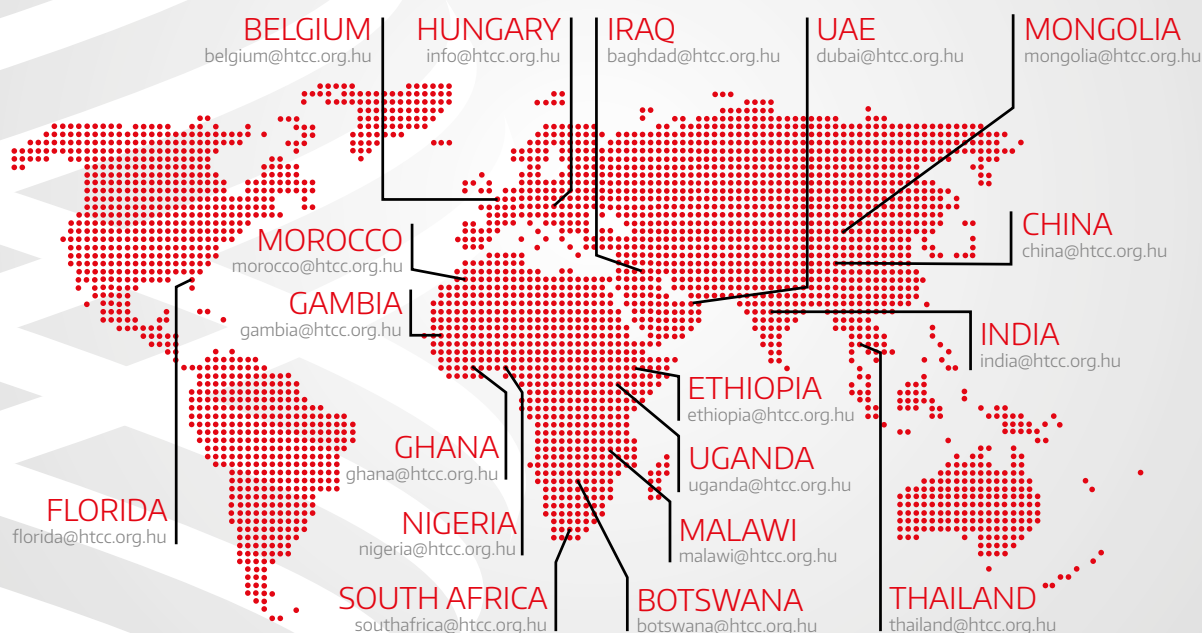 BELGIUM
belgium@htcc.org.hu
HUNGARY
info@htcc.org.hu
IRAQ
baghdad@htcc.org.hu
UAE
dubai@htcc.org.hu
MONGOLIA
mongolia@htcc.org.hu
MOROCCO
morocco@htcc.org.hu
CHINA
china@htcc.org.hu
GAMBIA
gambia@htcc.org.hu
INDIA
india@htcc.org.hu
ETHIOPIA
ethiopia@htcc.org.hu
GHANA
ghana@htcc.org.hu
UGANDA
uganda@htcc.org.hu
FLORIDA
florida@htcc.org.hu
NIGERIA
nigeria@htcc.org.hu
MALAWI
malawi@htcc.org.hu
SOUTH AFRICA
southafrica@htcc.org.hu
BOTSWANA
botswana@htcc.org.hu
THAILAND
thailand@htcc.org.hu